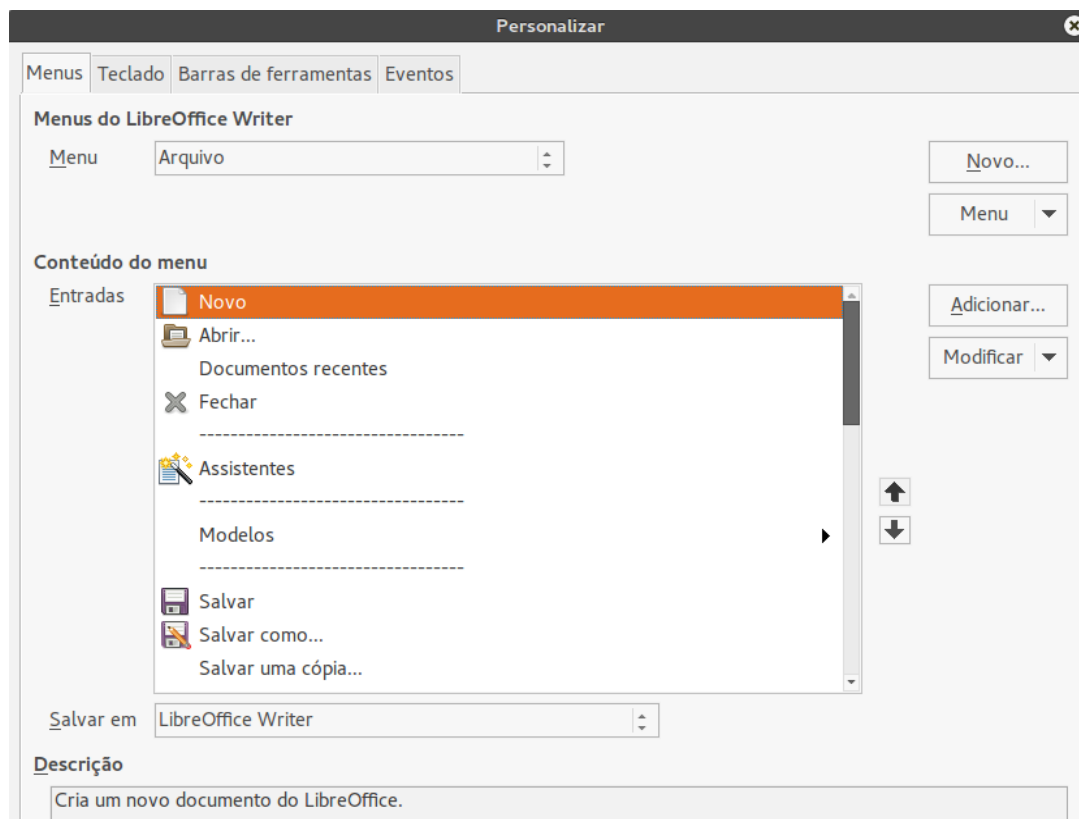 Personalizar
Menus Teclado Barras de ferramentas Eventos
Menus do LibreOffice Writer
Menu Arquivo Novo...
Menu
Conteúdo do menu
Entradas Novo Adicionar...
Abrir...
Modificar
Documentos recentes
Fechar
----------------------------------
Assistentes
----------------------------------
Modelos
----------------------------------
Salvar
Salvar como...
Salvar uma cópia...
Salvar em LibreOffice Writer
Descrição
Cria um novo documento do LibreOffice.